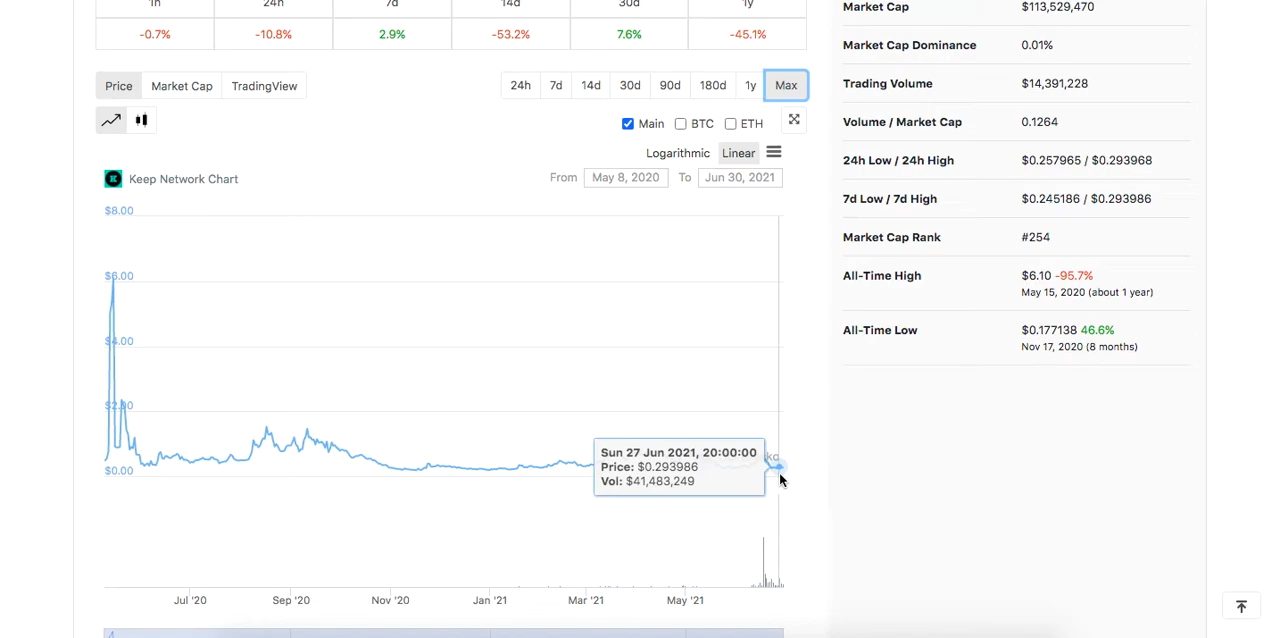 1h 24h 7d 14d 30d 1y
-0.7% -10.8% 2.9% -53.2% 7.6% -45.1%
Price Market Cap TradingView
24h 7d 14d 30d 90d 180d 1y Max
Main BTC ETH
Logarithmic Linear
Keep Network Chart
From May 8, 2020 To Jun 30, 2021
$8.00
$6.00
$4.00
$2.00
$0.00
Sun 27 Jun 2021, 20:00:00
Price: $0.293986
Vol: $41,483,249
Jul '20 Sep '20 Nov '20 Jan '21 Mar '21 May '21
Market Cap $113,529,470
Market Cap Dominance 0.01%
Trading Volume $14,391,228
Volume / Market Cap 0.1264
24h Low / 24h High $0.257965 / $0.293968
7d Low / 7d High $0.245186 / $0.293986
Market Cap Rank #254
All-Time High $6.10 -95.7%
May 15, 2020 (about 1 year)
All-Time Low $0.177138 46.6%
Nov 17, 2020 (8 months)